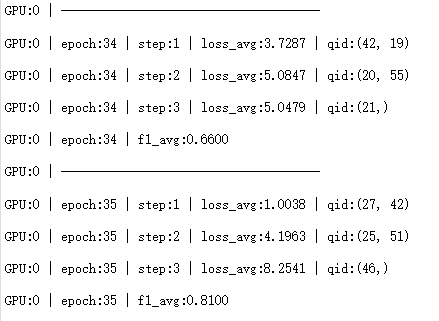 GPU:0 | ——————————————————
GPU:0 | epoch:34 | step:1 | loss_avg:3.7287 | qid:(42, 19)
GPU:0 | epoch:34 | step:2 | loss_avg:5.0847 | qid:(20, 55)
GPU:0 | epoch:34 | step:3 | loss_avg:5.0479 | qid:(21,)
GPU:0 | epoch:34 | f1_avg:0.6600
GPU:0 | ——————————————————
GPU:0 | epoch:35 | step:1 | loss_avg:1.0038 | qid:(27, 42)
GPU:0 | epoch:35 | step:2 | loss_avg:4.1963 | qid:(25, 51)
GPU:0 | epoch:35 | step:3 | loss_avg:8.2541 | qid:(46,)
GPU:0 | epoch:35 | f1_avg:0.8100